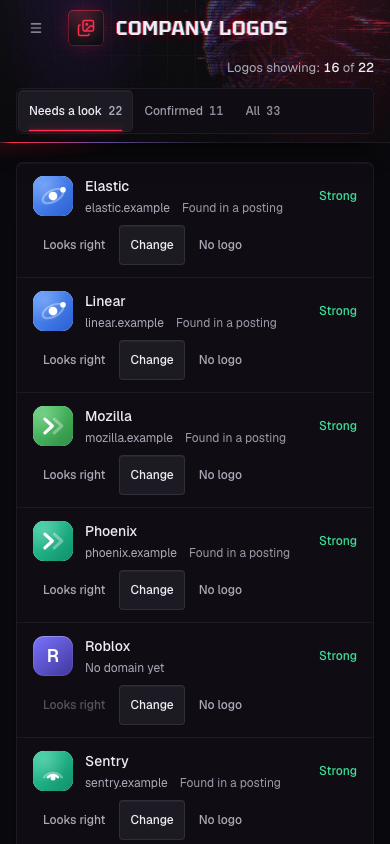 COMPANY LOGOS
Logos showing: 16 of 22
Needs a look 22 Confirmed 11 All 33
Elastic
Strong
elastic.example Found in a posting
Looks right Change No logo
Linear
Strong
linear.example Found in a posting
Looks right Change No logo
Mozilla
Strong
mozilla.example Found in a posting
Looks right Change No logo
Phoenix
Strong
phoenix.example Found in a posting
Looks right Change No logo
R
Roblox
Strong
No domain yet
Looks right Change No logo
Sentry
Strong
sentry.example Found in a posting
Looks right Change No logo